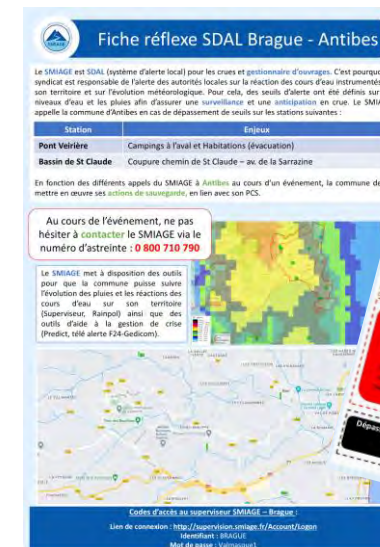 SMIAGE
Fiche réflexe SDAL Brague - Antibes
Le SMIAGE est SDAL (système d'alerte local) pour les crues et gestionnaire d'ouvrages. C'est pourquoi
syndicat est responsable de l'alerte des autorités locales sur la réaction des cours d'eau instrumentés
son territoire et sur l'évolution météorologique. Pour cela, des seuils d'alerte ont été définis sur
niveaux d'eau et les pluies afin d'assurer une surveillance et une anticipation en crue. Le SMIA
appelle la commune d'Antibes en cas de dépassement de seuils sur les stations suivantes :
Station Enjeux
Pont Veirière Campings à l'aval et Habitations (évacuation)
Bassin de St Claude Coupure chemin de St Claude – av. de la Sarrazine
En fonction des différents appels du SMIAGE à Antibes au cours d'un événement, la commune de
mettre en œuvre ses actions de sauvegarde, en lien avec son PCS.
Au cours de l'événement, ne pas
hésiter à contacter le SMIAGE via le
numéro d'astreinte : 0 800 710 790
Le SMIAGE met à disposition des outils
pour que la commune puisse suivre
l'évolution des pluies et les réactions des
cours d'eau sur son territoire
(Superviseur, Rainpol) ainsi que des
outils d'aide à la gestion de crise
(Predict, télé alerte F24-Gedicom).
Dépass
Codes d'accès au superviseur SMIAGE – Brague :
Lien de connexion : http://supervision.smiage.fr/Account/Logon
Identifiant : BRAGUE
Mot de passe : Valmasque1